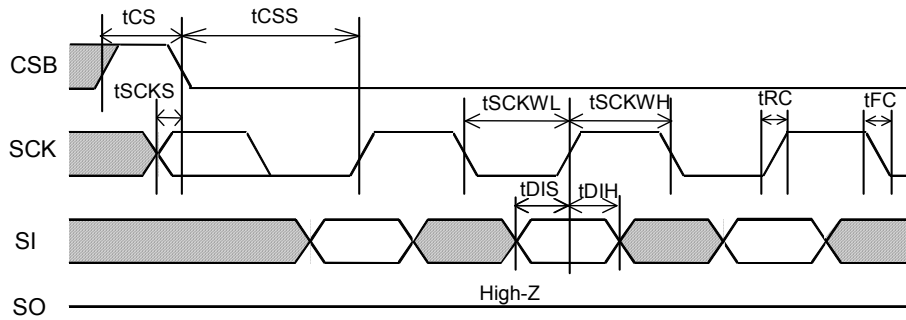 tCS tCSS
CSB
tSCKS tSCKWL tSCKWH tRC tFC
SCK
tDIS tDIH
SI
High-Z
SO